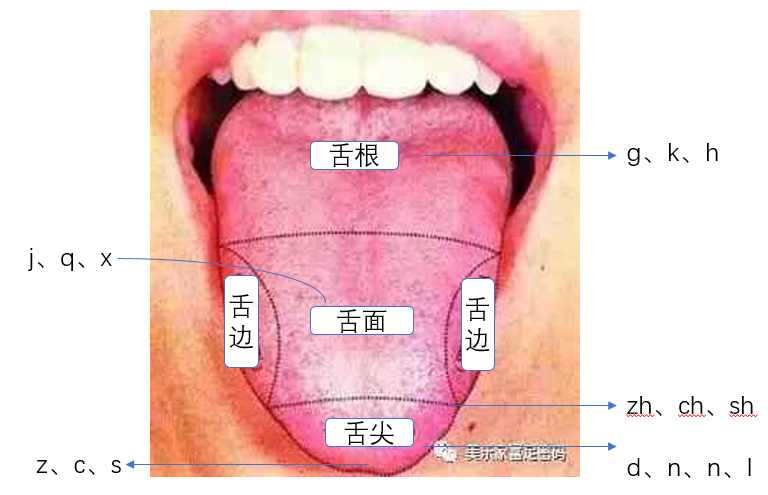 舌根
g、k、h
j、q、x
舌边
舌面
舌边
zh、ch、sh
舌尖
z、c、s
d、n、n、l